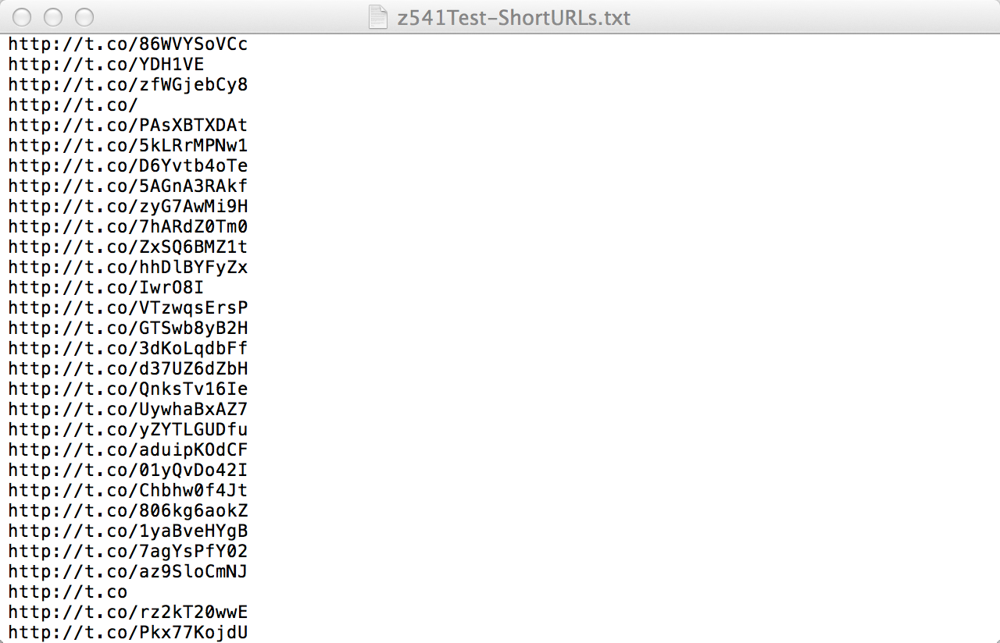 z541Test-ShortURLs.txt
http://t.co/86WVYSoVCc
http://t.co/YDH1VE
http://t.co/zfWGjebCy8
http://t.co/
http://t.co/PAsXBTXDAt
http://t.co/5kLRrMPNw1
http://t.co/D6Yvtb4oTe
http://t.co/5AGnA3RAkf
http://t.co/zyG7AwMi9H
http://t.co/7hARdZ0Tm0
http://t.co/ZxSQ6BMZ1t
http://t.co/hhDlBYFyZx
http://t.co/IwrO8I
http://t.co/VTzwqsErsP
http://t.co/GTSwb8yB2H
http://t.co/3dKoLqdbFf
http://t.co/d37UZ6dZbH
http://t.co/QnksTv16Ie
http://t.co/UywhaBxAZ7
http://t.co/yZYTLGUDfu
http://t.co/aduipKOdCF
http://t.co/01yQvDo42I
http://t.co/Chbhw0f4Jt
http://t.co/806kg6aokZ
http://t.co/1yaBveHYgB
http://t.co/7agYsPfY02
http://t.co/az9SloCmNJ
http://t.co
http://t.co/rz2kT20wwE
http://t.co/Pkx77KojdU